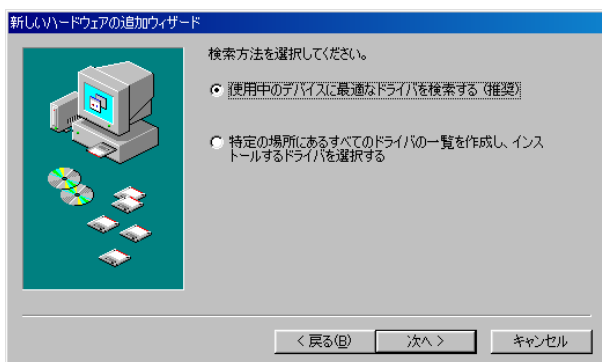 新しいハードウェアの追加ウィザード
検索方法を選択してください。
使用中のデバイスに最適なドライバを検索する (推奨)
特定の場所にあるすべてのドライバの一覧を作成し、インス
トールするドライバを選択する
< 戻る(B)
次へ >
キャンセル